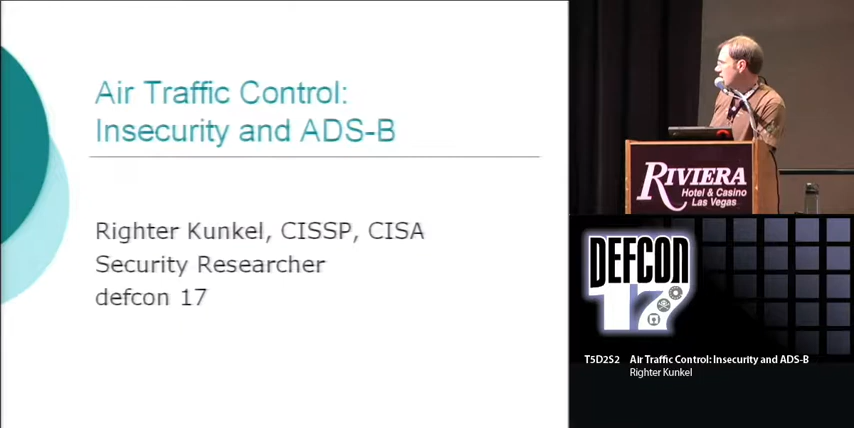 Air Traffic Control:
Insecurity and ADS-B
Righter Kunkel, CISSP, CISA
Security Researcher
defcon 17
RIVIERA
Hotel & Casino
Las Vegas
DEFCON
17
T5D2S2 Air Traffic Control: Insecurity and ADS-B
Righter Kunkel